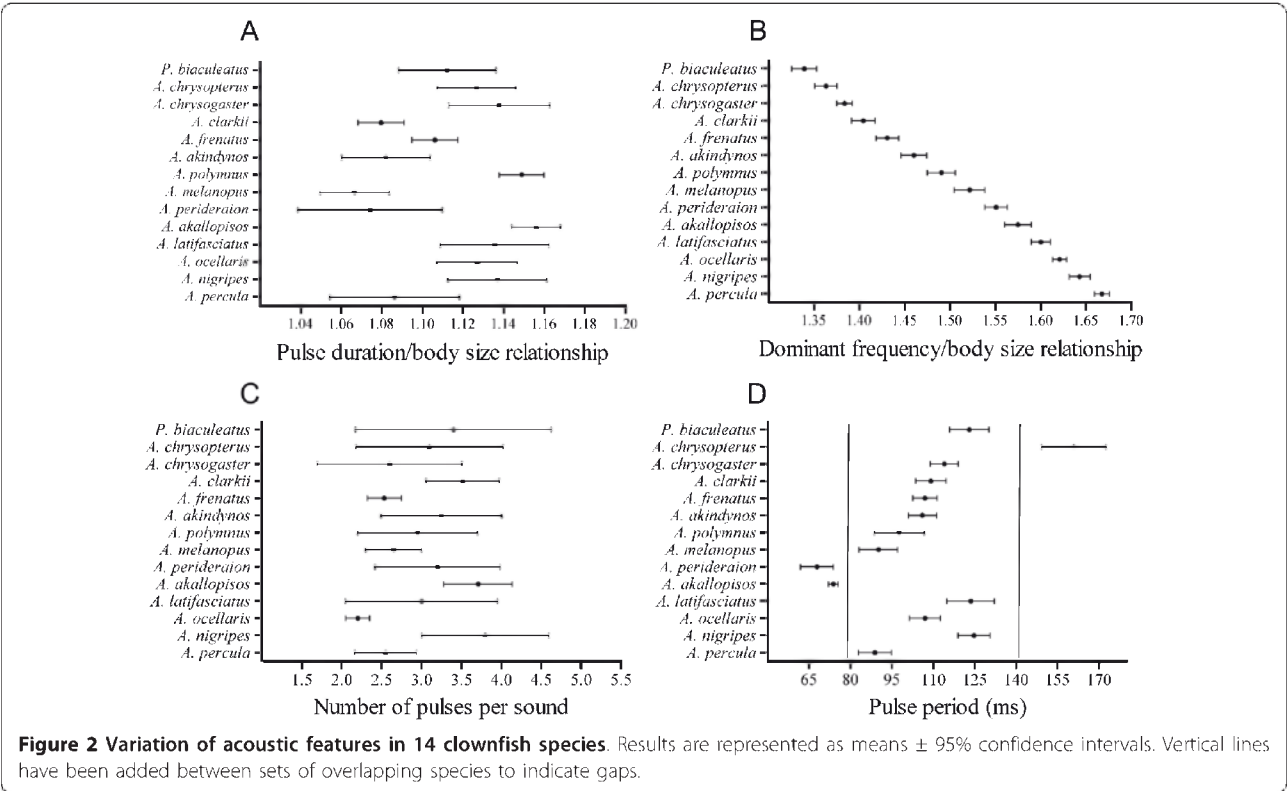 A
P. biaculeatus
A. chrysopterus
A. chrysogaster
A. clarkii
A. frenatus
A. akindynos
A. polymnus
A. melanopus
A. perideraion
A. akallopisos
A. latifasciatus
A. ocellaris
A. nigripes
A. percula
1.04 1.06 1.08 1.10 1.12 1.14 1.16 1.18 1.20
Pulse duration/body size relationship
B
P. biaculeatus
A. chrysopterus
A. chrysogaster
A. clarkii
A. frenatus
A. akindynos
A. polymnus
A. melanopus
A. perideraion
A. akallopisos
A. latifasciatus
A. ocellaris
A. nigripes
A. percula
1.35 1.40 1.45 1.50 1.55 1.60 1.65 1.70
Dominant frequency/body size relationship
C
P. biaculeatus
A. chrysopterus
A. chrysogaster
A. clarkii
A. frenatus
A. akindynos
A. polymnus
A. melanopus
A. perideraion
A. akallopisos
A. latifasciatus
A. ocellaris
A. nigripes
A. percula
1.5 2.0 2.5 3.0 3.5 4.0 4.5 5.0 5.5
Number of pulses per sound
D
P. biaculeatus
A. chrysopterus
A. chrysogaster
A. clarkii
A. frenatus
A. akindynos
A. polymnus
A. melanopus
A. perideraion
A. akallopisos
A. latifasciatus
A. ocellaris
A. nigripes
A. percula
65 80 95 110 125 140 155 170
Pulse period (ms)
Figure 2 Variation of acoustic features in 14 clownfish species. Results are represented as means ± 95% confidence intervals. Vertical lines
have been added between sets of overlapping species to indicate gaps.